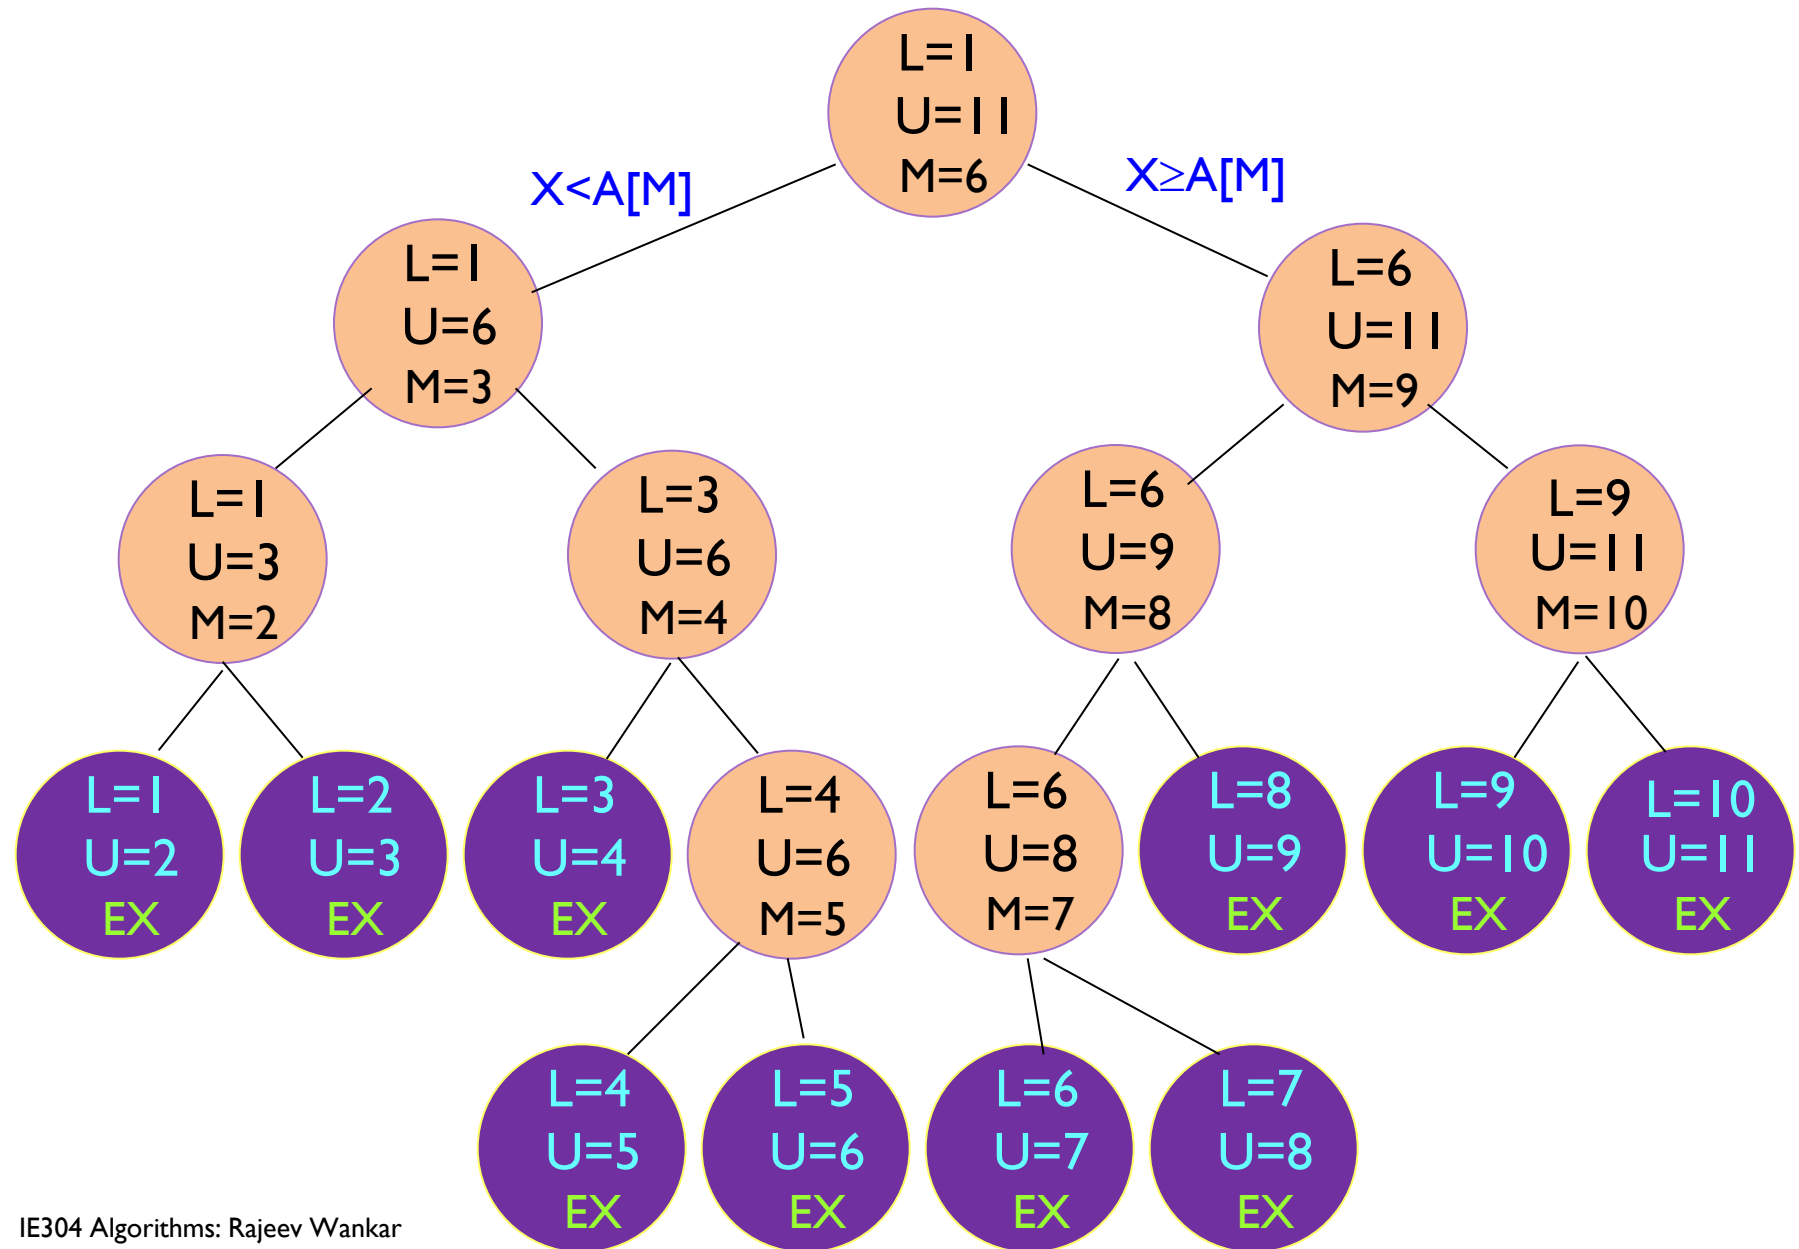 L=1
U=11
M=6
X<A[M]
X≥A[M]
L=1
U=6
M=3
L=6
U=11
M=9
L=1
U=3
M=2
L=3
U=6
M=4
L=6
U=9
M=8
L=9
U=11
M=10
L=1
U=2
EX
L=2
U=3
EX
L=3
U=4
EX
L=4
U=6
M=5
L=6
U=8
M=7
L=8
U=9
EX
L=9
U=10
EX
L=10
U=11
EX
L=4
U=5
EX
L=5
U=6
EX
L=6
U=7
EX
L=7
U=8
EX
IE304 Algorithms: Rajeev Wankar